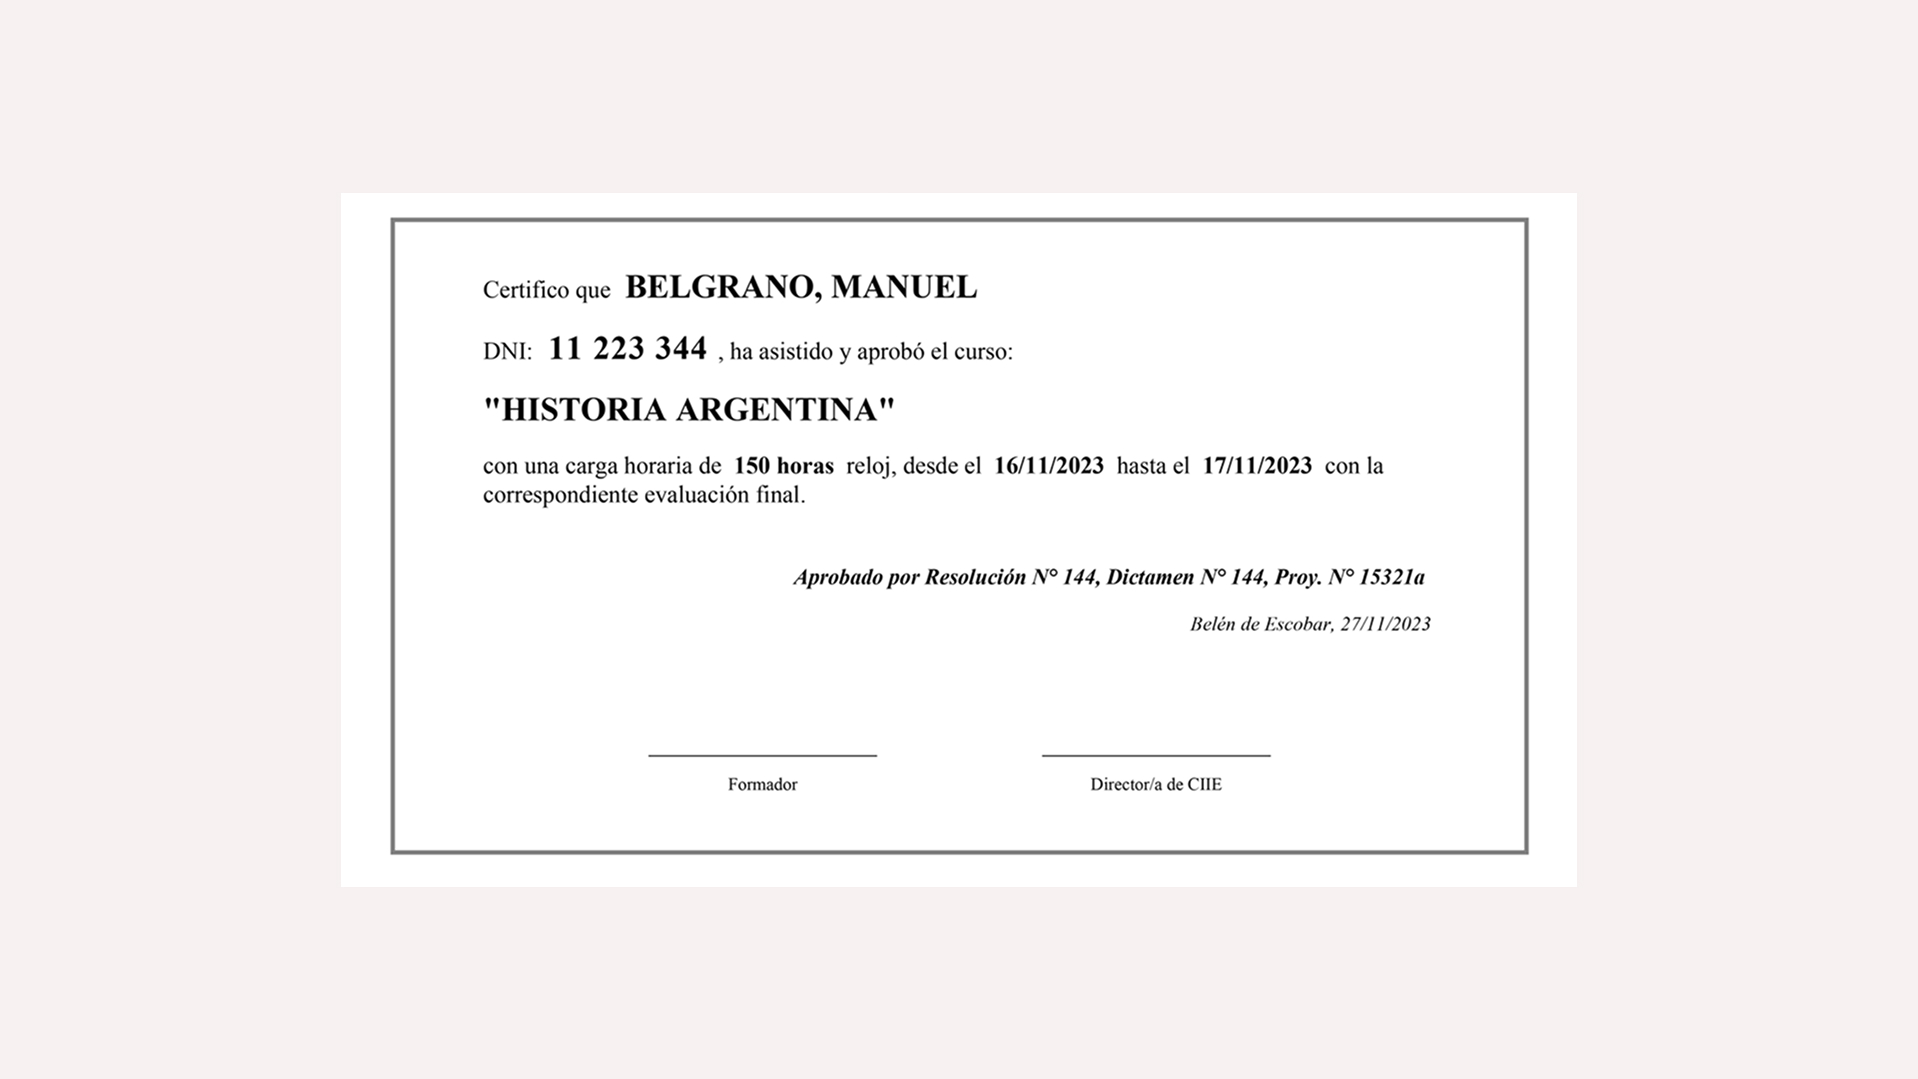 Certifico que BELGRANO, MANUEL
DNI: 11 223 344 , ha asistido y aprobó el curso:
"HISTORIA ARGENTINA"
con una carga horaria de 150 horas reloj, desde el 16/11/2023 hasta el 17/11/2023 con la
correspondiente evaluación final.
Aprobado por Resolución N° 144, Dictamen N° 144, Proy. N° 15321a
Belén de Escobar, 27/11/2023
Formador
Director/a de CIIE